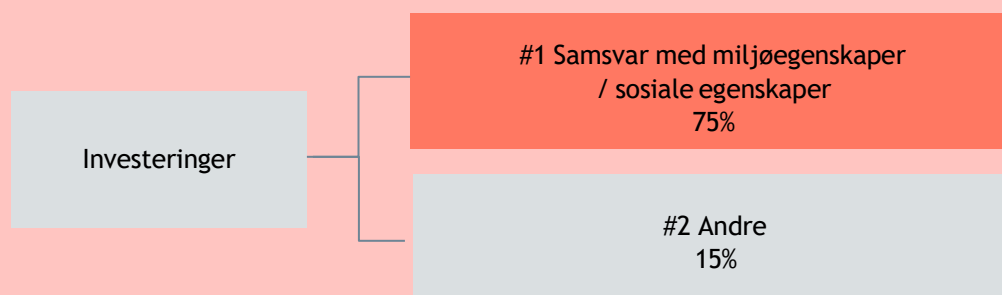 Investeringer
#1 Samsvar med miljøegenskaper
/ sosiale egenskaper
75%
#2 Andre
15%